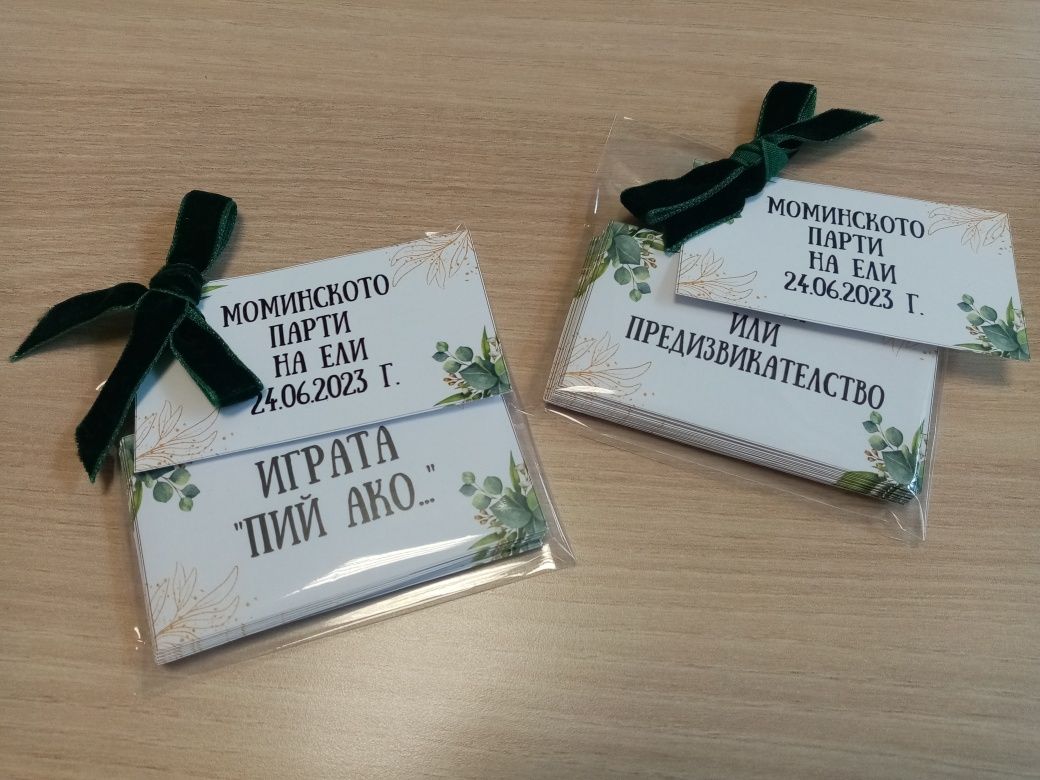 МОМИНСКОТО
ПАРТИ
НА ЕЛИ
24.06.2023 Г.
ИГРАТА
"ПИЙ АКО..."
МОМИНСКОТО
ПАРТИ
НА ЕЛИ
24.06.2023 Г.
ИЛИ
ПРЕДИЗВИКАТЕЛСТВО